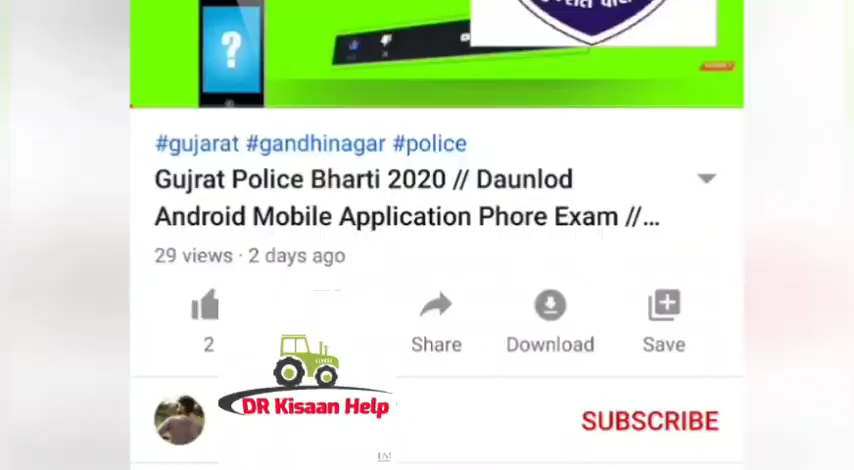 ?
#gujarat #gandhinagar #police
Gujrat Police Bharti 2020 // Daunlod
Android Mobile Application Phore Exam //...
29 views · 2 days ago
2
Share
Download
Save
DR Kisaan Help
SUBSCRIBE